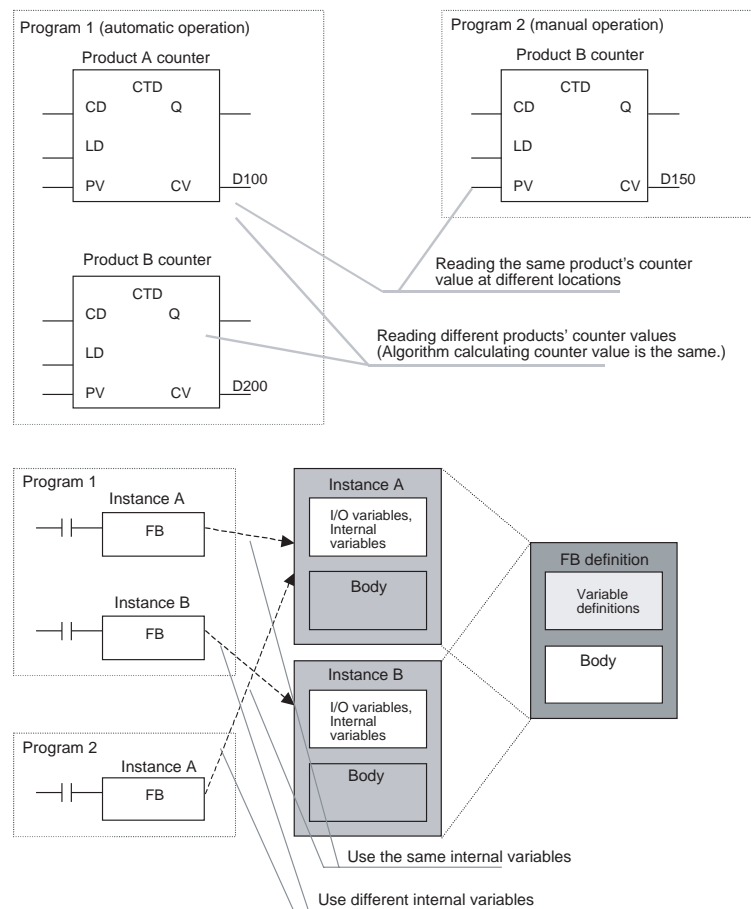 Program 1 (automatic operation)
Product A counter
CTD
CD Q
LD
PV CV D100
Product B counter
CTD
CD Q
LD
PV CV D200
Program 2 (manual operation)
Product B counter
CTD
CD Q
LD
PV CV D150
Reading the same product's counter
value at different locations
Reading different products' counter values
(Algorithm calculating counter value is the same.)
Program 1
Instance A
FB
Instance B
FB
Program 2
Instance A
FB
Instance A
I/O variables,
Internal
variables
Body
Instance B
I/O variables,
Internal
variables
Body
FB definition
Variable
definitions
Body
Use the same internal variables
Use different internal variables